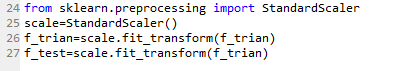 24 from sklearn.preprocessing import StandardScaler
25 scale=StandardScaler()
26 f_trian=scale.fit_transform(f_trian)
27 f_test=scale.fit_transform(f_trian)